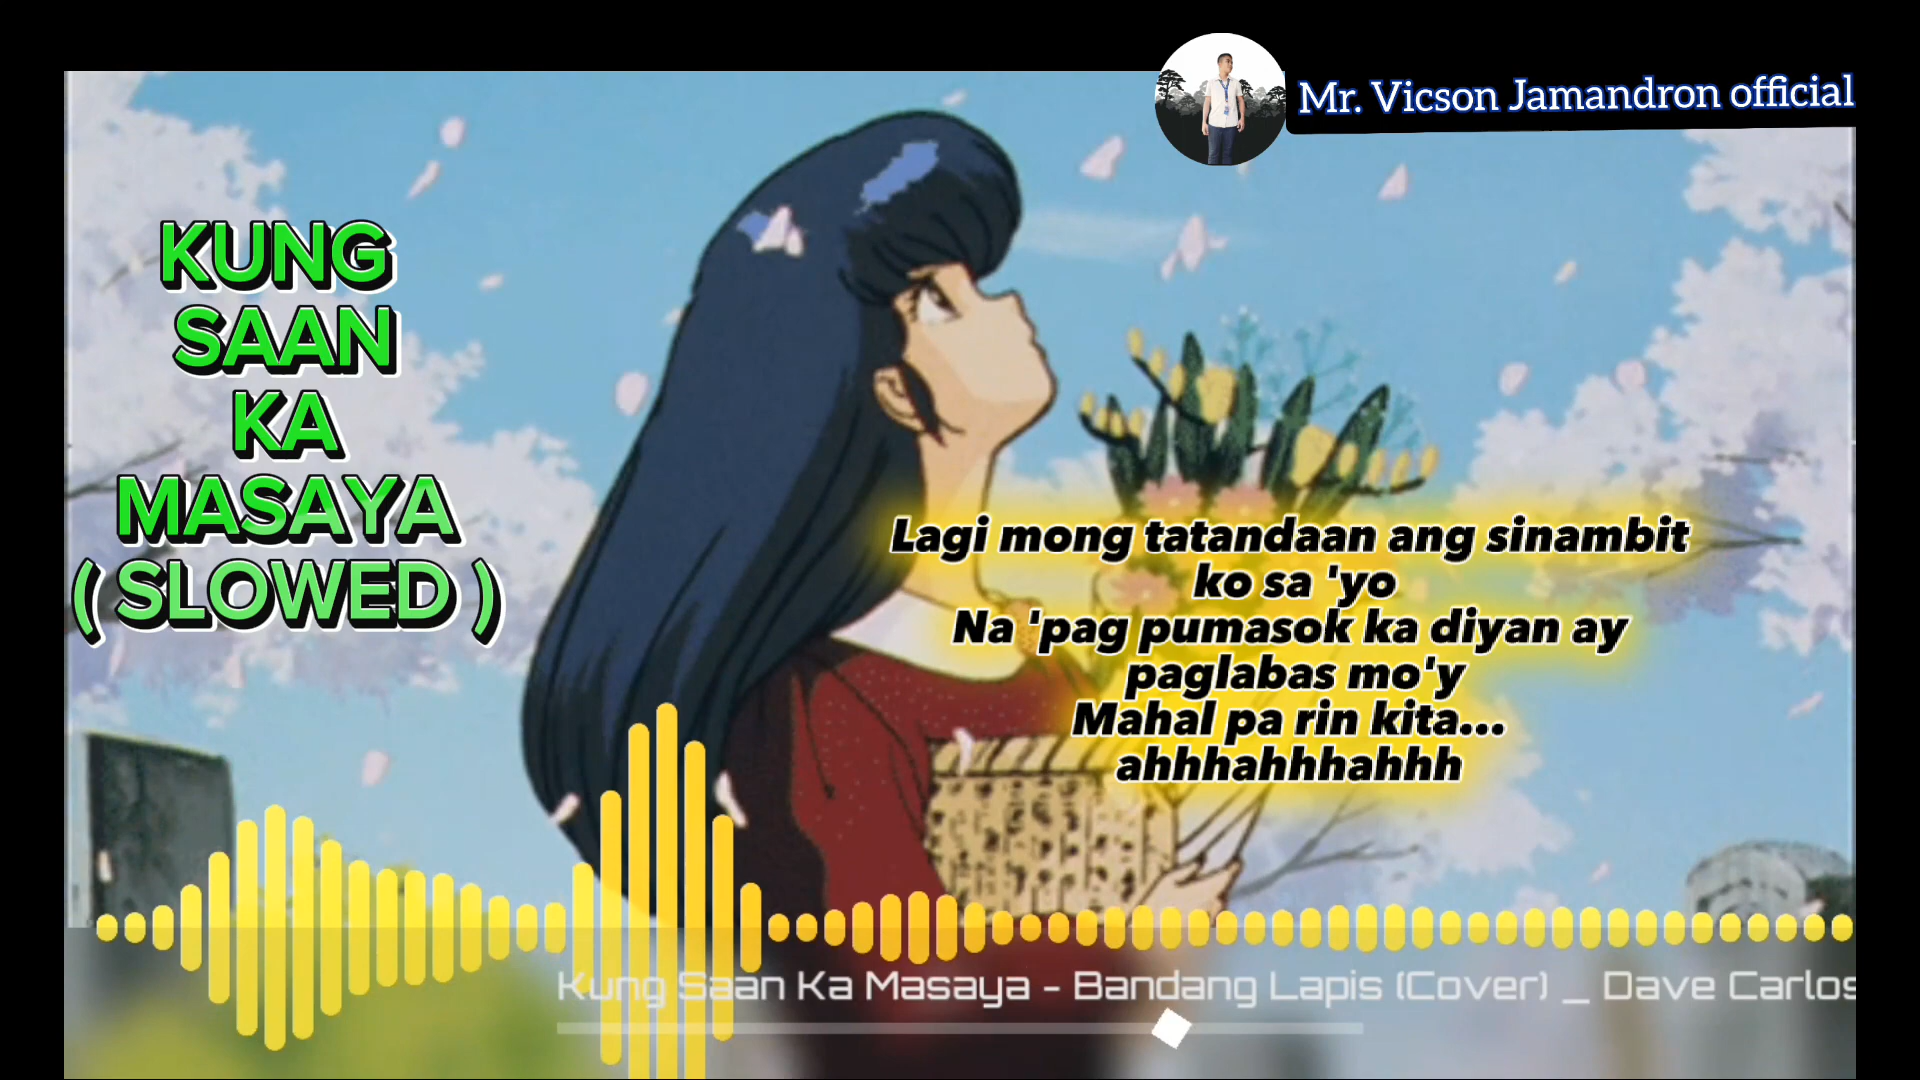 Mr. Vicson Jamandron official
KUNG
SAAN
KA
MASAYA
( SLOWED )
Lagi mong tatandaan ang sinambit
ko sa 'yo
Na 'pag pumasok ka diyan ay
paglabas mo'y
Mahal pa rin kita...
ahhhahhhahhh
Kung Saan Ka Masaya - Bandang Lapis (Cover) _ Dave Carlos